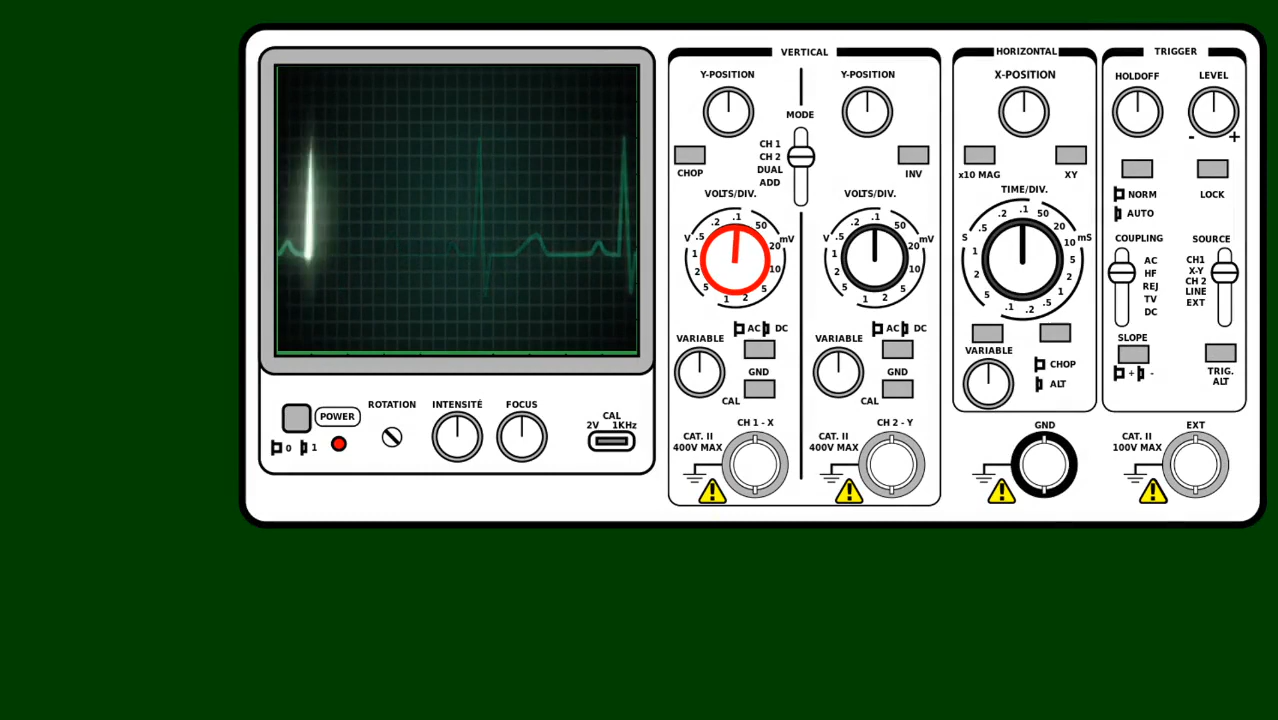 VERTICAL
HORIZONTAL
TRIGGER
Y-POSITION
Y-POSITION
X-POSITION
HOLDOFF
LEVEL
- +
MODE
CH 1
CH 2
DUAL
ADD
CHOP
INV
x10 MAG
XY
NORM
AUTO
LOCK
VOLTS/DIV.
VOLTS/DIV.
TIME/DIV.
V .5 .2 .1 50 20 mV
1 10
2 5
5 1 2
V .5 .2 .1 50 20 mV
1 10
2 5
5 1 2
S .5 .2 .1 50 20 10 mS
1 5
2 2
5 .1 .2 .5 1
COUPLING
AC
HF
REJ
TV
DC
SOURCE
CH1
X-Y
CH 2
LINE
EXT
AC DC
AC DC
VARIABLE
GND
CAL
VARIABLE
GND
CAL
VARIABLE
CHOP
ALT
SLOPE
+ -
TRIG.
ALT
POWER
0 1
ROTATION
INTENSITÉ
FOCUS
CAL
2V 1KHz
CH 1 - X
CAT. II
400V MAX
CH 2 - Y
CAT. II
400V MAX
GND
EXT
CAT. II
100V MAX